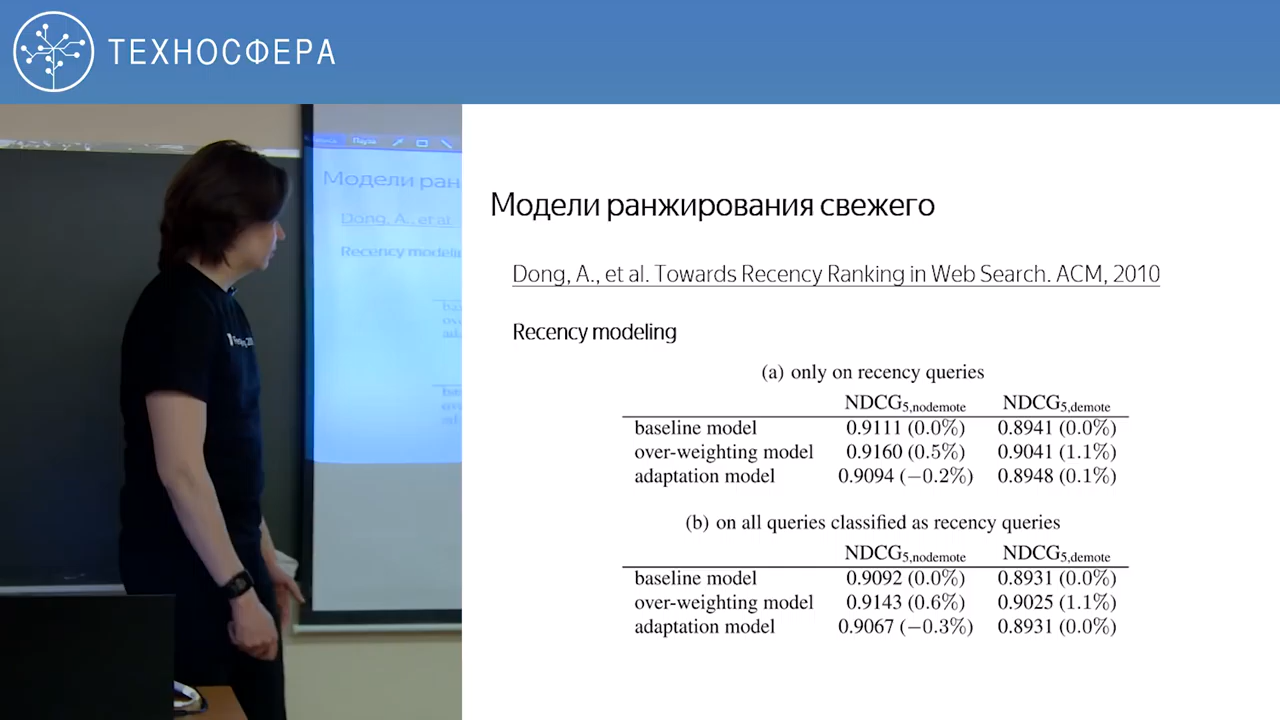 ТЕХНОСФЕРА
Пауза
Модели ран
Dong, A., et al
Recency modelin
Модели ранжирования свежего
Dong, A., et al. Towards Recency Ranking in Web Search. ACM, 2010
Recency modeling
(a) only on recency queries
NDCG5,nodemote NDCG5,demote
baseline model 0.9111 (0.0%) 0.8941 (0.0%)
over-weighting model 0.9160 (0.5%) 0.9041 (1.1%)
adaptation model 0.9094 (−0.2%) 0.8948 (0.1%)
(b) on all queries classified as recency queries
NDCG5,nodemote NDCG5,demote
baseline model 0.9092 (0.0%) 0.8931 (0.0%)
over-weighting model 0.9143 (0.6%) 0.9025 (1.1%)
adaptation model 0.9067 (−0.3%) 0.8931 (0.0%)